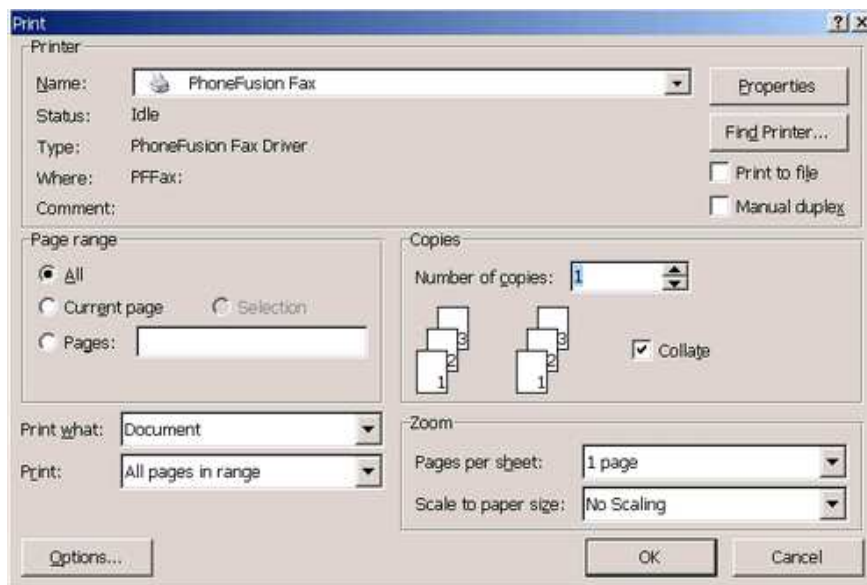 Print
Printer
Name: PhoneFusion Fax
Properties
Status: Idle
Find Printer...
Type: PhoneFusion Fax Driver
Where: PFFax:
Print to file
Comment:
Manual duplex
Page range
All
Current page Selection
Pages:
Copies
Number of copies: 1
3 3
2 2
1 1
Collate
Print what: Document
Print: All pages in range
Zoom
Pages per sheet: 1 page
Scale to paper size: No Scaling
Options... OK Cancel